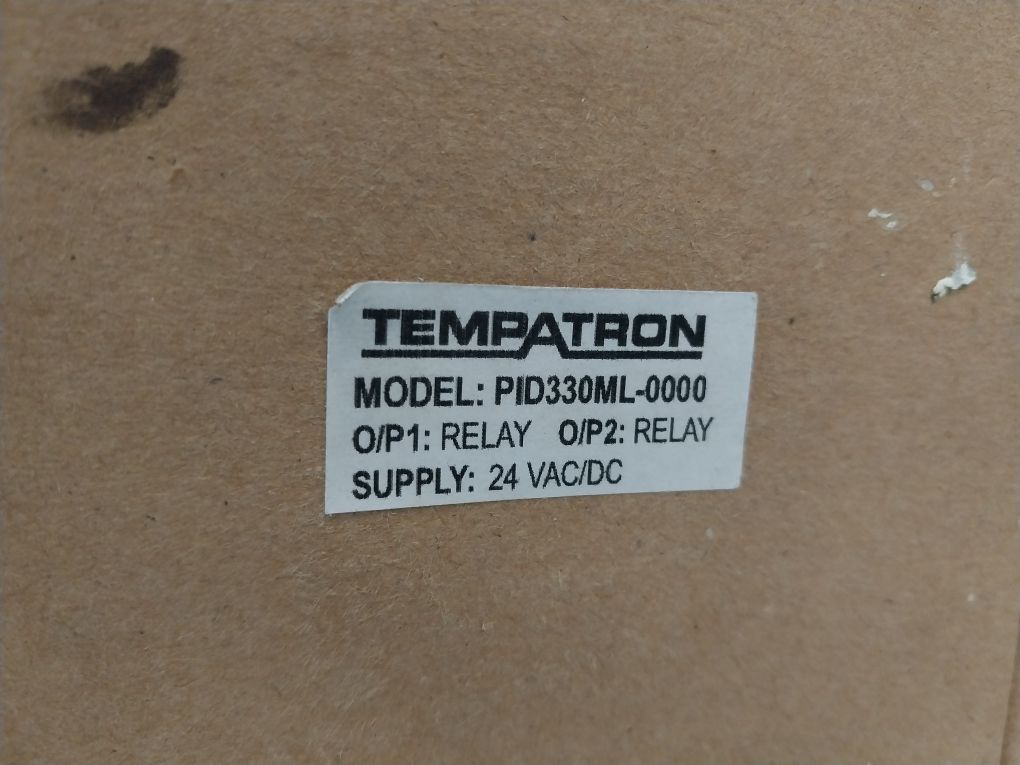 TEMPATRON
MODEL: PID330ML-0000
O/P1: RELAY O/P2: RELAY
SUPPLY: 24 VAC/DC